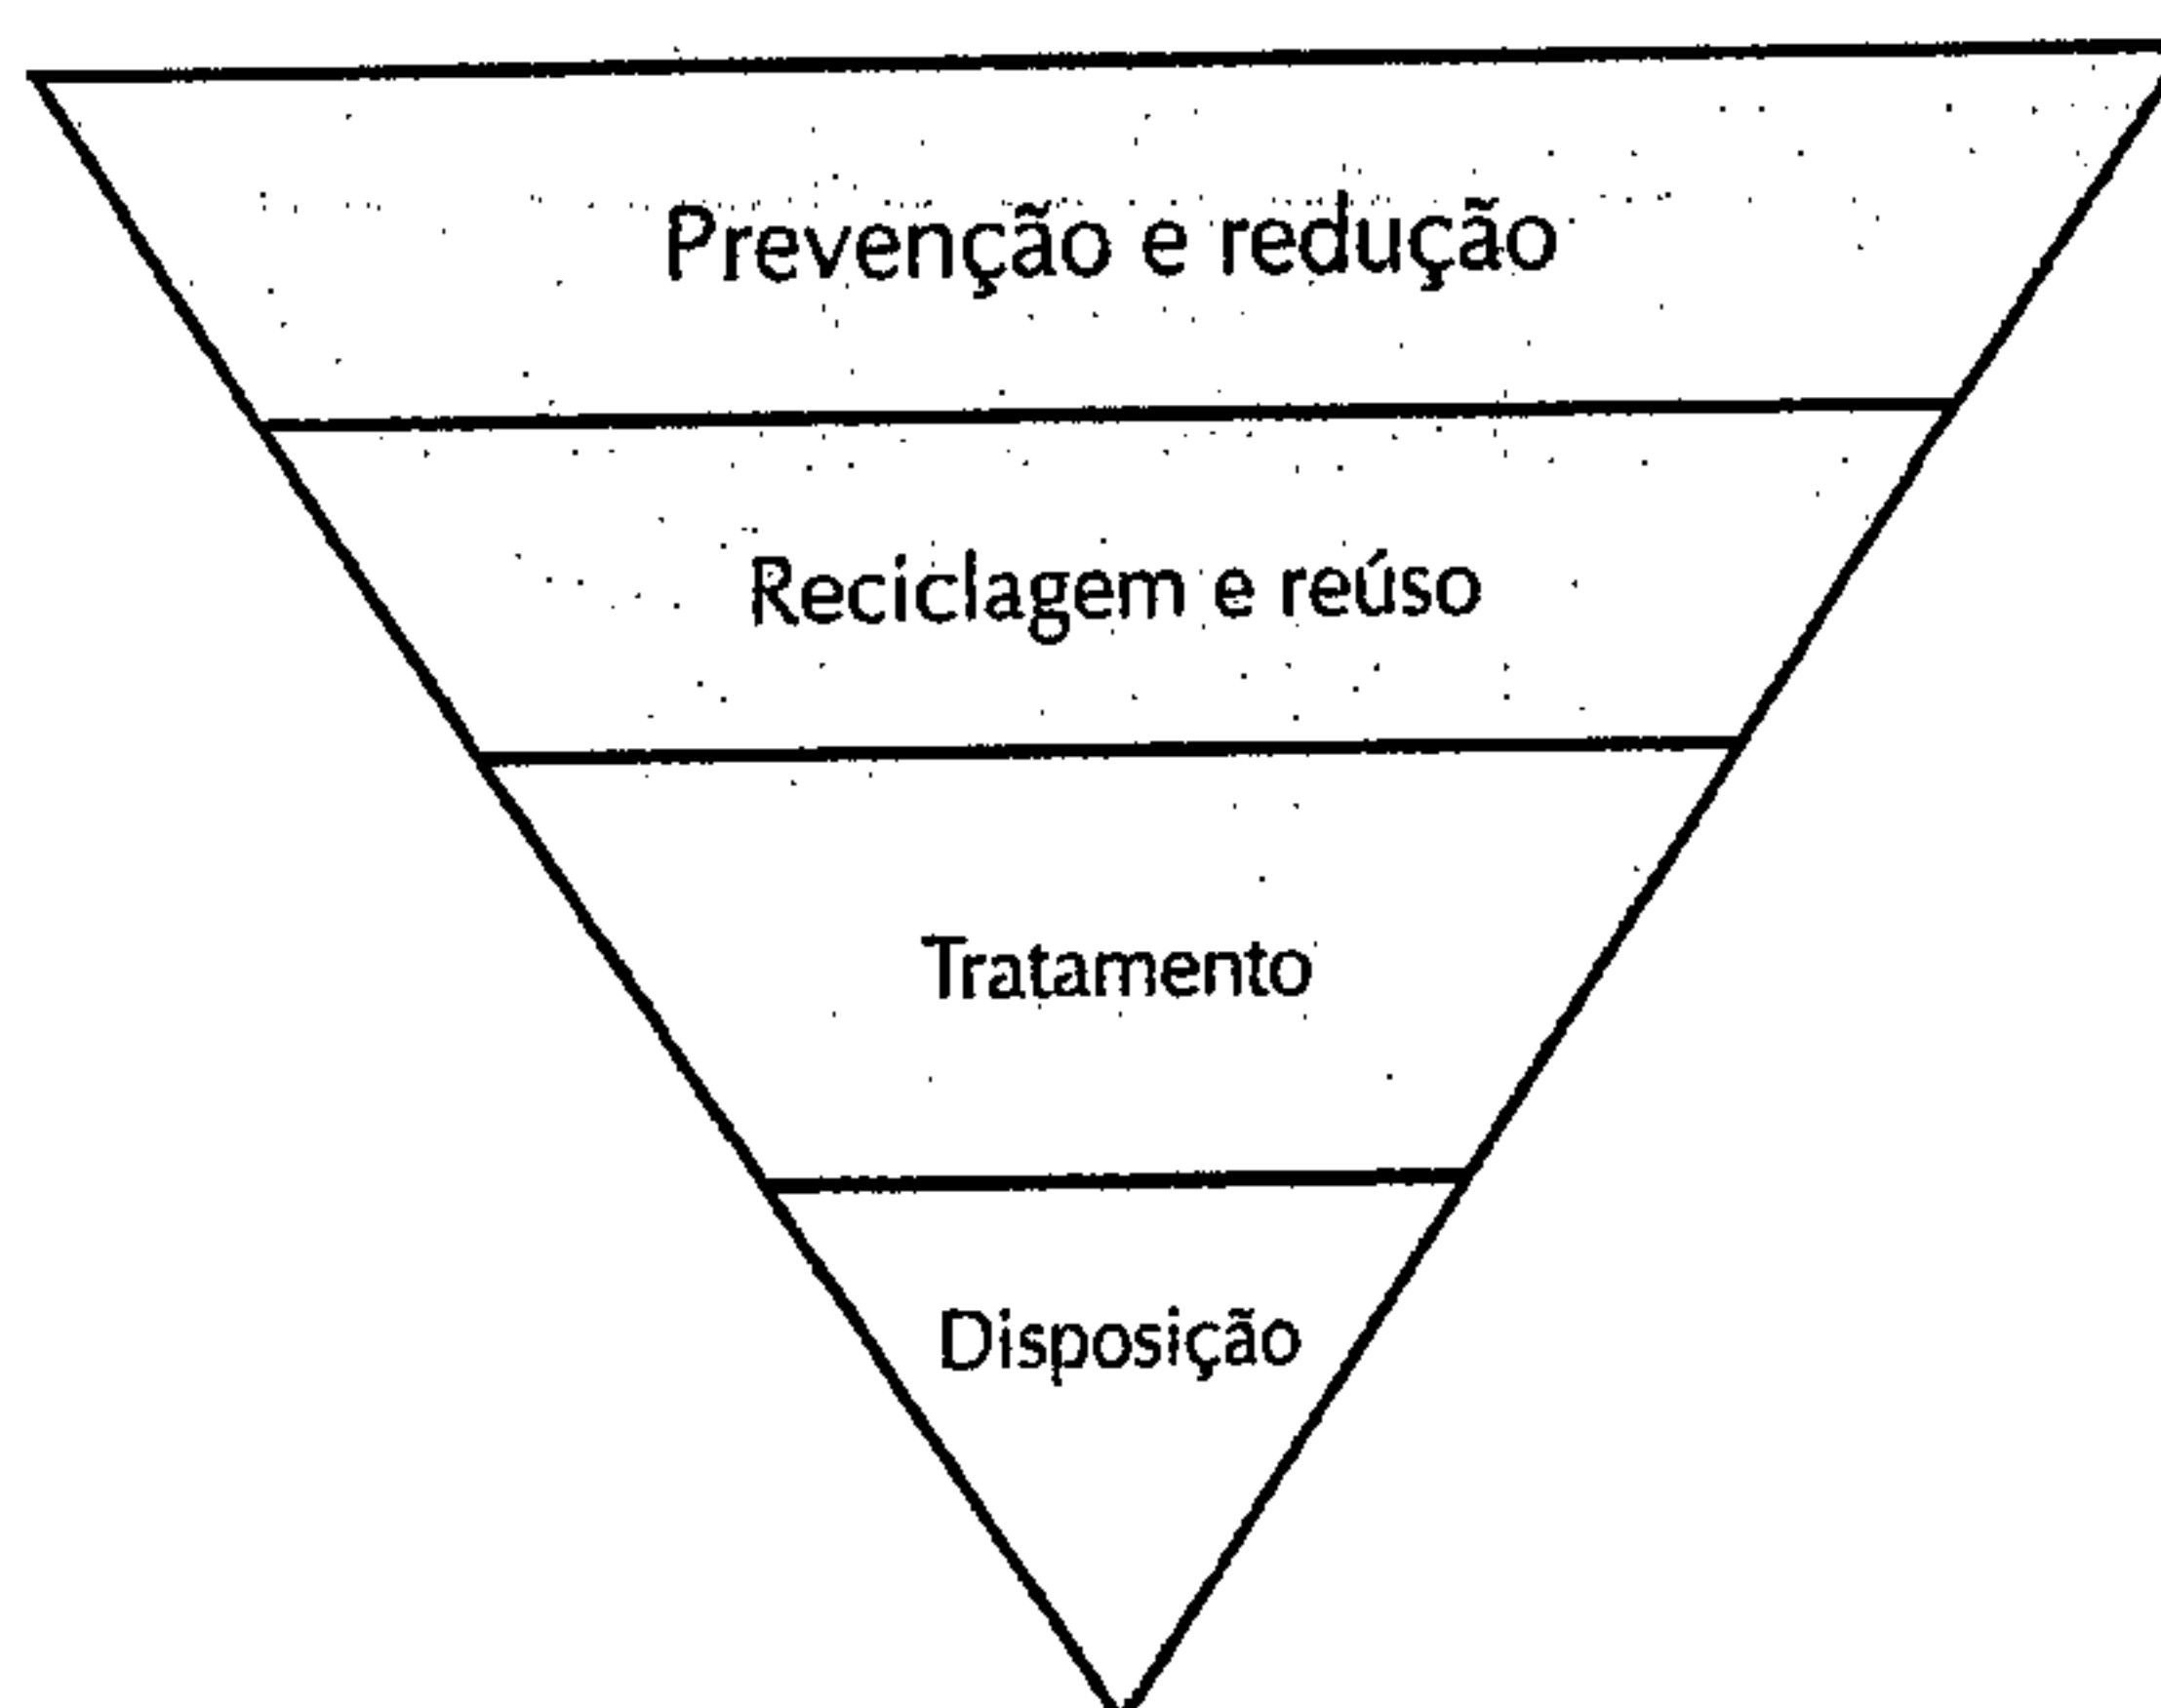 Prevenção e redução
Reciclagem e reúso
Tratamento
Disposição